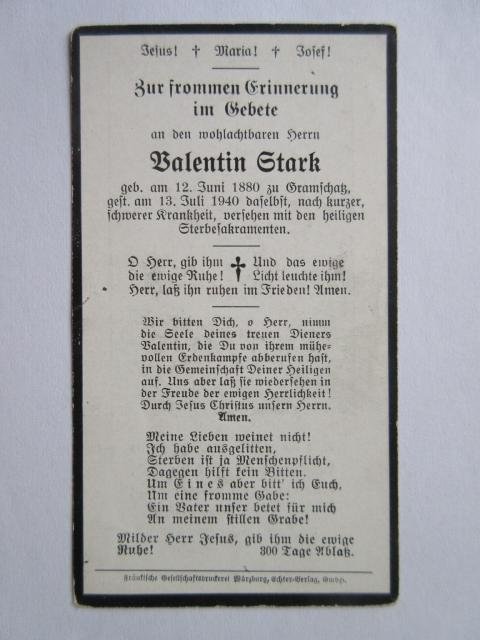 Jesus! † Maria! † Josef!
Zur frommen Erinnerung
im Gebete
an den wohlachtbaren Herrn
Valentin Stark
geb. am 12. Juni 1880 zu Gramschatz,
gest. am 13. Juli 1940 daselbst, nach kurzer,
schwerer Krankheit, versehen mit den heiligen
Sterbesakramenten.
O Herr, gib ihm † Und das ewige
die ewige Ruhe! Licht leuchte ihm!
Herr, laß ihn ruhen im Frieden! Amen.
Wir bitten Dich, o Herr, nimm
die Seele deines treuen Dieners
Valentin, die Du von ihrem mühe-
vollen Erdenkampfe abberufen hast,
in die Gemeinschaft Deiner Heiligen
auf. Uns aber laß sie wiedersehen in
der Freude der ewigen Herrlichkeit!
Durch Jesus Christus unsern Herrn.
Amen.
Meine Lieben weinet nicht!
Ich habe ausgelitten,
Sterben ist ja Menschenpflicht,
Dagegen hilft kein Bitten.
Um Eines aber bitt' ich Euch,
Um eine fromme Gabe:
Ein Vater unser betet für mich
An meinem stillen Grabe!
Milder Herr Jesus, gib ihm die ewige
Ruhe! 300 Tage Ablaß.
Fränkische Gesellschaftsdruckerei Würzburg, Echter-Verlag, GmbH.